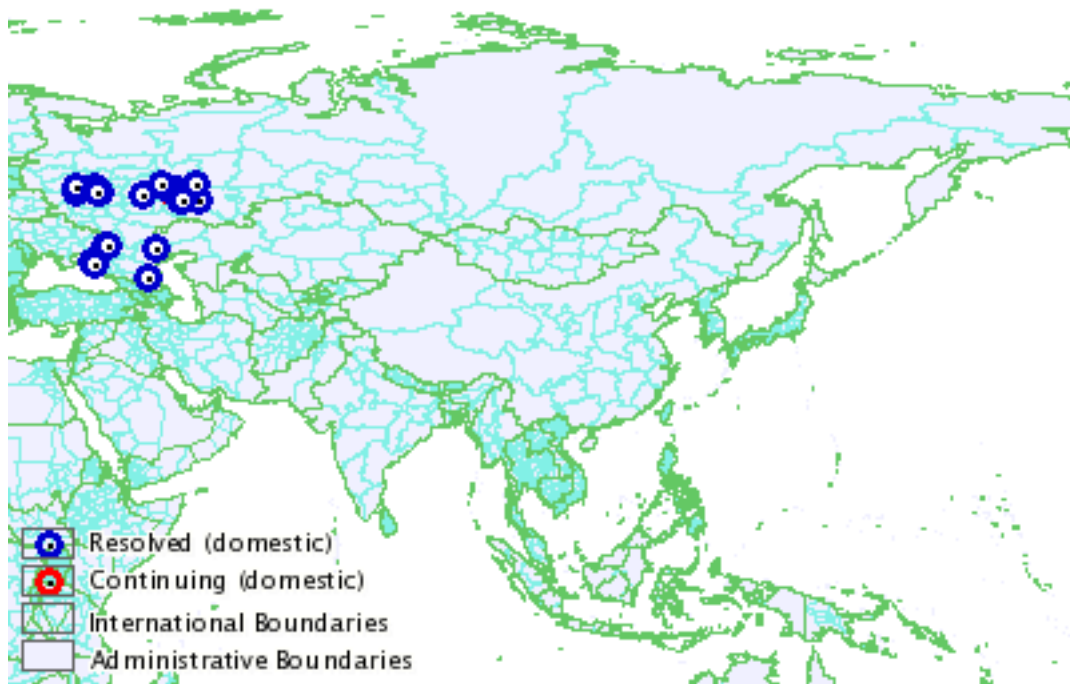 Resolved (domestic)
Continuing (domestic)
International Boundaries
Administrative Boundaries